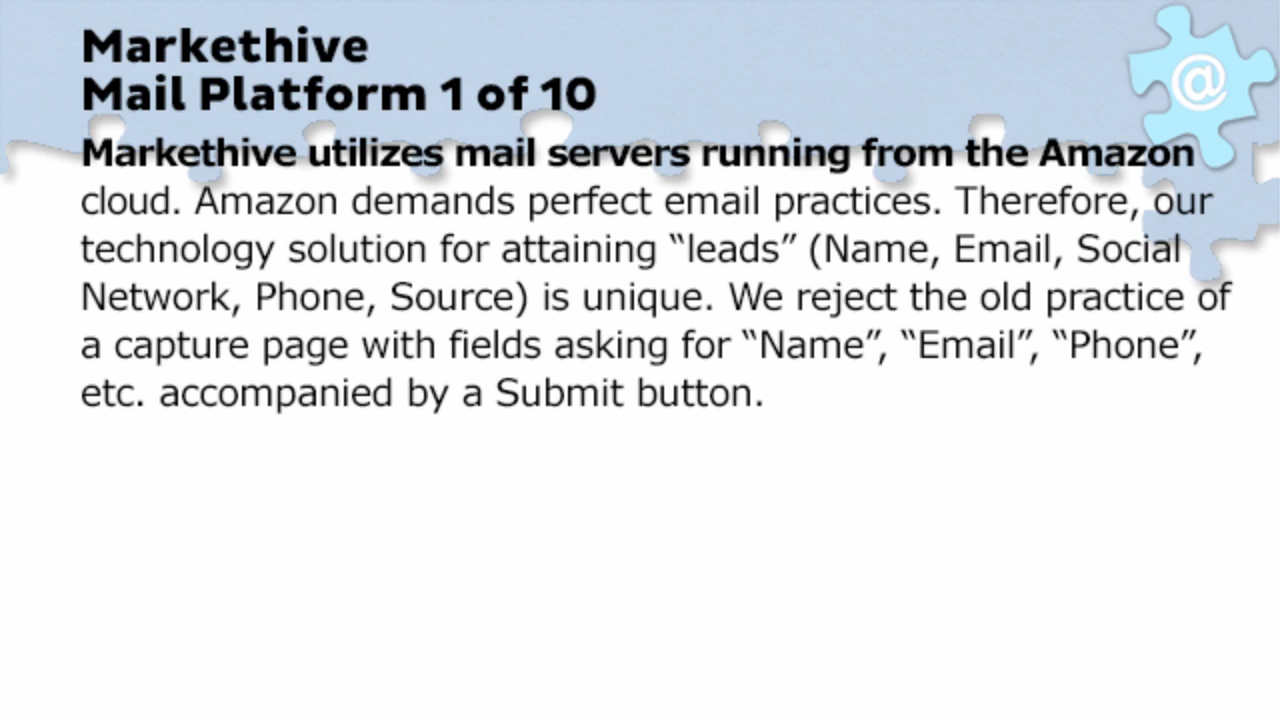 Markethive
Mail Platform 1 of 10
@
Markethive utilizes mail servers running from the Amazon
cloud. Amazon demands perfect email practices. Therefore, our
technology solution for attaining “leads” (Name, Email, Social
Network, Phone, Source) is unique. We reject the old practice of
a capture page with fields asking for “Name”, “Email”, “Phone”,
etc. accompanied by a Submit button.